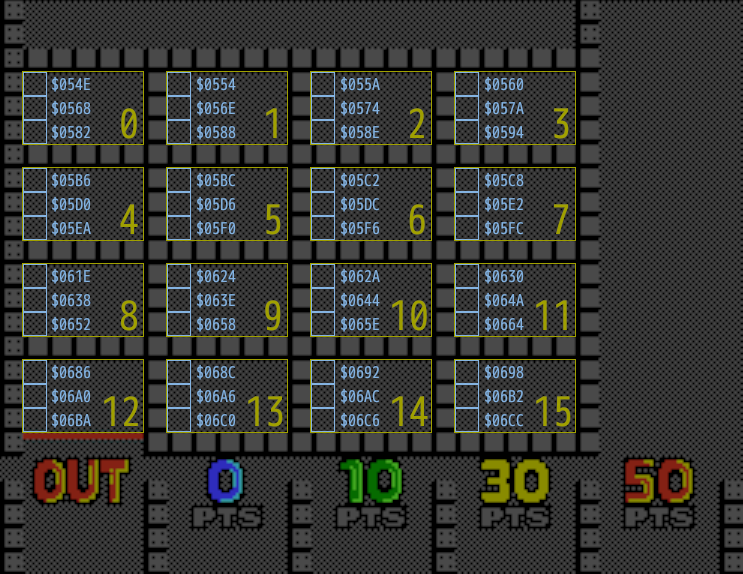 $054E $0554 $055A $0560
$0568 $056E $0574 $057A
$0582 0 $0588 1 $058E 2 $0594 3
$05B6 $05BC $05C2 $05C8
$05D0 $05D6 $05DC $05E2
$05EA 4 $05F0 5 $05F6 6 $05FC 7
$061E $0624 $062A $0630
$0638 $063E $0644 $064A
$0652 8 $0658 9 $065E 10 $0664 11
$0686 $068C $0692 $0698
$06A0 $06A6 $06AC $06B2
$06BA 12 $06C0 13 $06C6 14 $06CC 15
OUT 0 10 30 50
PTS PTS PTS PTS